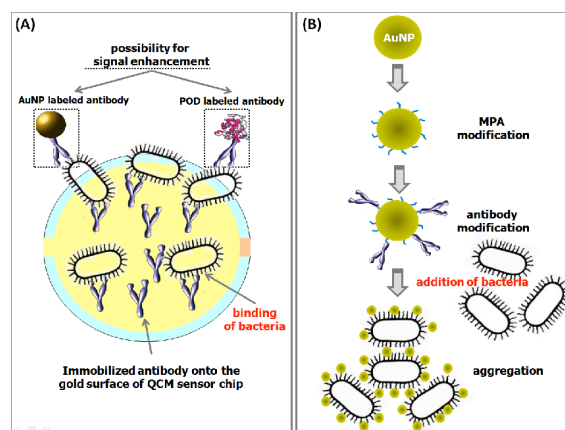 (A)
possibility for
signal enhancement
AuNP labeled antibody
POD labeled antibody
binding
of bacteria
Immobilized antibody onto the
gold surface of QCM sensor chip
(B)
AuNP
MPA
modification
antibody
modification
addition of bacteria
aggregation